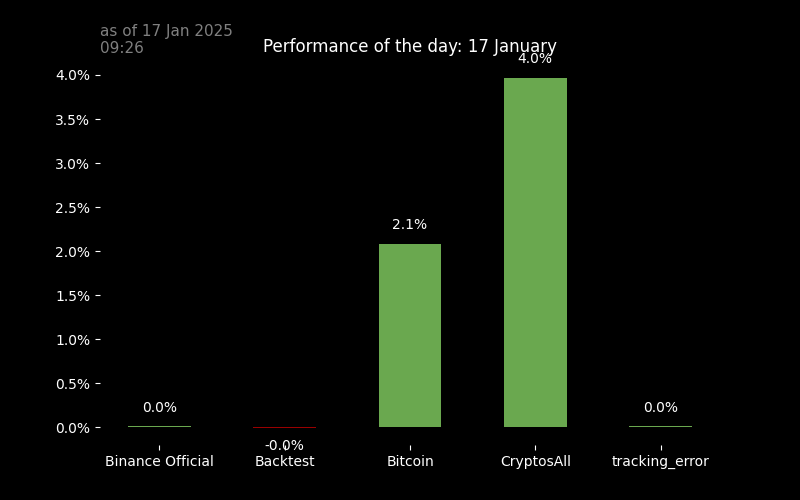 as of 17 Jan 2025
09:26
Performance of the day: 17 January
4.0%
4.0%
3.5%
3.0%
2.5%
2.1%
2.0%
1.5%
1.0%
0.5%
0.0%
0.0%
0.0%
-0.0%
Binance Official
Backtest
Bitcoin
CryptosAll
tracking_error